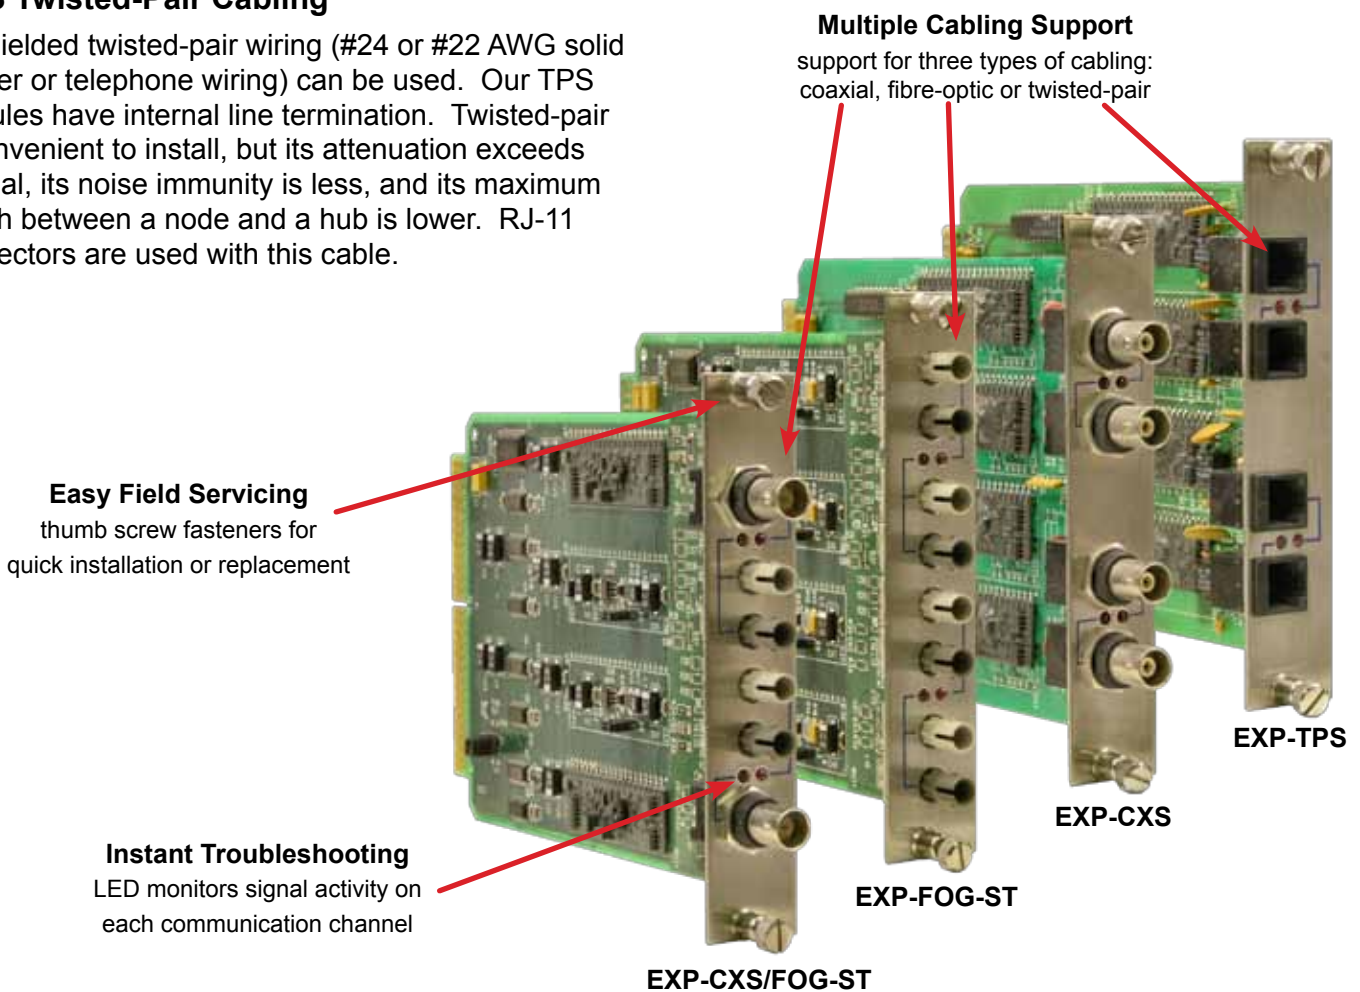 Twisted-Pair Cabling
ielded twisted-pair wiring (#24 or #22 AWG solid
er or telephone wiring) can be used. Our TPS
ules have internal line termination. Twisted-pair
nvenient to install, but its attenuation exceeds
al, its noise immunity is less, and its maximum
h between a node and a hub is lower. RJ-11
ectors are used with this cable.
Multiple Cabling Support
support for three types of cabling:
coaxial, fibre-optic or twisted-pair
Easy Field Servicing
thumb screw fasteners for
quick installation or replacement
Instant Troubleshooting
LED monitors signal activity on
each communication channel
EXP-TPS
EXP-CXS
EXP-FOG-ST
EXP-CXS/FOG-ST